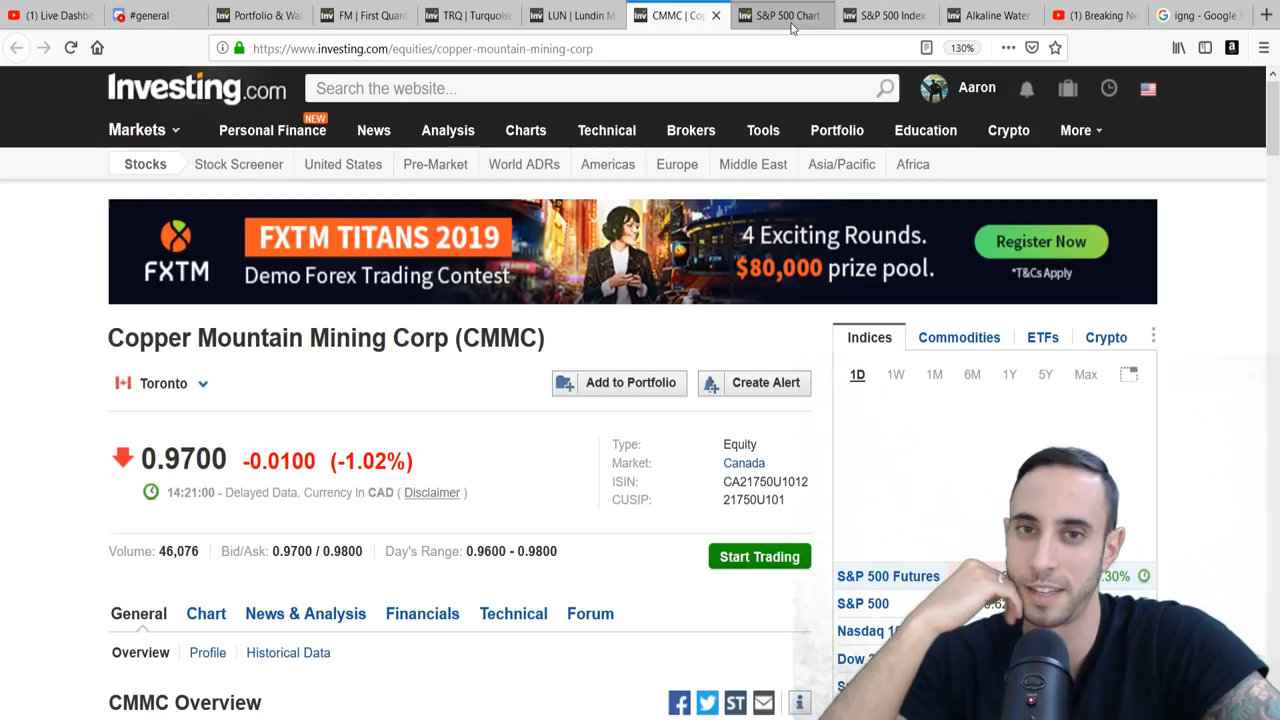 (1) Live Dashbo
#general
Portfolio & Wa
FM | First Quant
TRQ | Turquois
LUN | Lundin M
CMMC | Cop
S&P 500 Chart
S&P 500 Index
Alkaline Water
(1) Breaking Ne
igng - Google S
https://www.investing.com/equities/copper-mountain-mining-corp
130%
Investing.com
Search the website...
Aaron
Markets
Personal Finance
NEW
News
Analysis
Charts
Technical
Brokers
Tools
Portfolio
Education
Crypto
More
Stocks
Stock Screener
United States
Pre-Market
World ADRs
Americas
Europe
Middle East
Asia/Pacific
Africa
FXTM
FXTM TITANS 2019
Demo Forex Trading Contest
4 Exciting Rounds.
$80,000 prize pool.
Register Now
*T&Cs Apply
Copper Mountain Mining Corp (CMMC)
Toronto
Add to Portfolio
Create Alert
0.9700 -0.0100 (-1.02%)
14:21:00 - Delayed Data. Currency in CAD ( Disclaimer )
Type: Equity
Market: Canada
ISIN: CA21750U1012
CUSIP: 21750U101
Volume: 46,076
Bid/Ask: 0.9700 / 0.9800
Day's Range: 0.9600 - 0.9800
Start Trading
General
Chart
News & Analysis
Financials
Technical
Forum
Overview
Profile
Historical Data
CMMC Overview
ST
Indices
Commodities
ETFs
Crypto
1D
1W
1M
6M
1Y
5Y
Max
S&P 500 Futures
.30%
S&P 500
Nasdaq 1
Dow